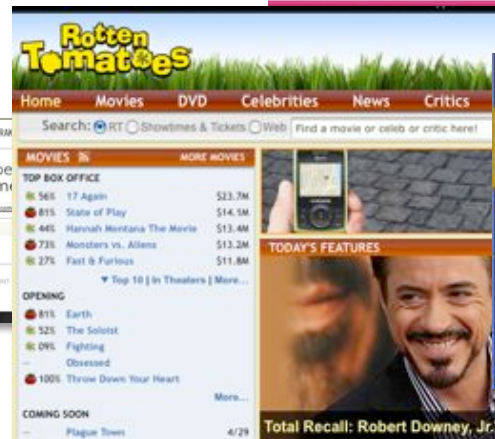 Rotten
Tomatoes
Home Movies DVD Celebrities News Critics
Search: RT Showtimes & Tickets Web Find a movie or celeb or critic here!
MOVIES MORE MOVIES
TODAY'S FEATURES
TOP BOX OFFICE
56% 17 Again $23.7M
81% State of Play $14.1M
44% Hannah Montana The Movie $13.4M
73% Monsters vs. Aliens $13.2M
27% Fast & Furious $11.8M
▼ Top 10 | In Theaters | More...
OPENING
81% Earth
52% The Soloist
09% Fighting
-- Obsessed
100% Throw Down Your Heart
More...
COMING SOON
-- Plague Town 4/29
Total Recall: Robert Downey, Jr.